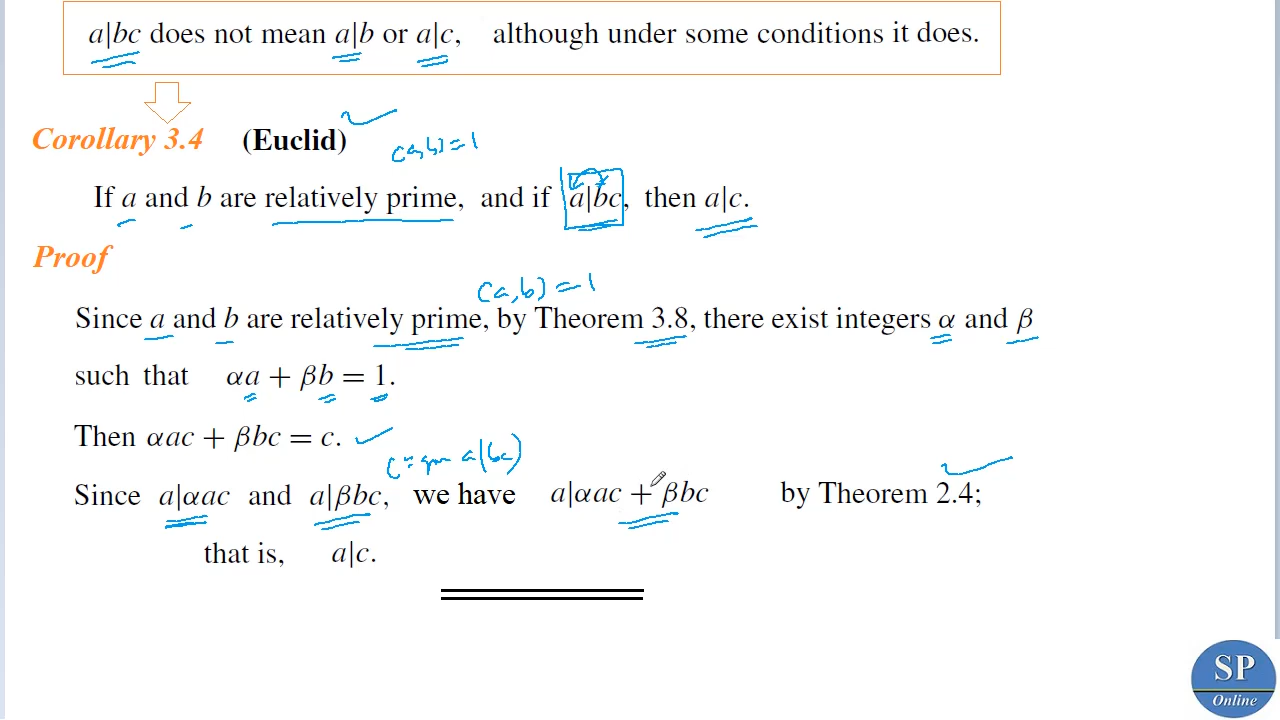 a|bc does not mean a|b or a|c, although under some conditions it does.
Corollary 3.4 (Euclid)
(a,b)=1
If a and b are relatively prime, and if a|bc, then a|c.
Proof
(a,b)=1
Since a and b are relatively prime, by Theorem 3.8, there exist integers α and β
such that αa + βb = 1.
Then αac + βbc = c.
a|bc)
Since a|αac and a|βbc, we have a|αac + βbc by Theorem 2.4;
that is, a|c.
SP
Online